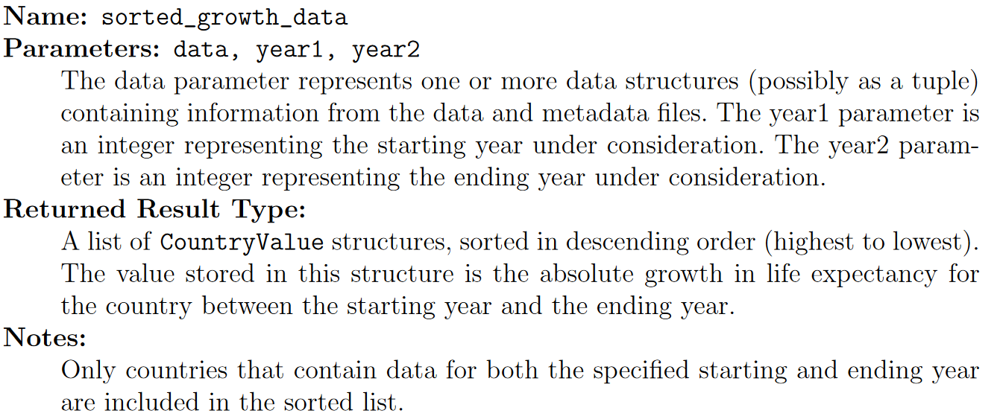 Name: sorted_growth_data
Parameters: data, year1, year2
The data parameter represents one or more data structures (possibly as a tuple)
containing information from the data and metadata files. The year1 parameter is
an integer representing the starting year under consideration. The year2 param-
eter is an integer representing the ending year under consideration.
Returned Result Type:
A list of CountryValue structures, sorted in descending order (highest to lowest).
The value stored in this structure is the absolute growth in life expectancy for
the country between the starting year and the ending year.
Notes:
Only countries that contain data for both the specified starting and ending year
are included in the sorted list.